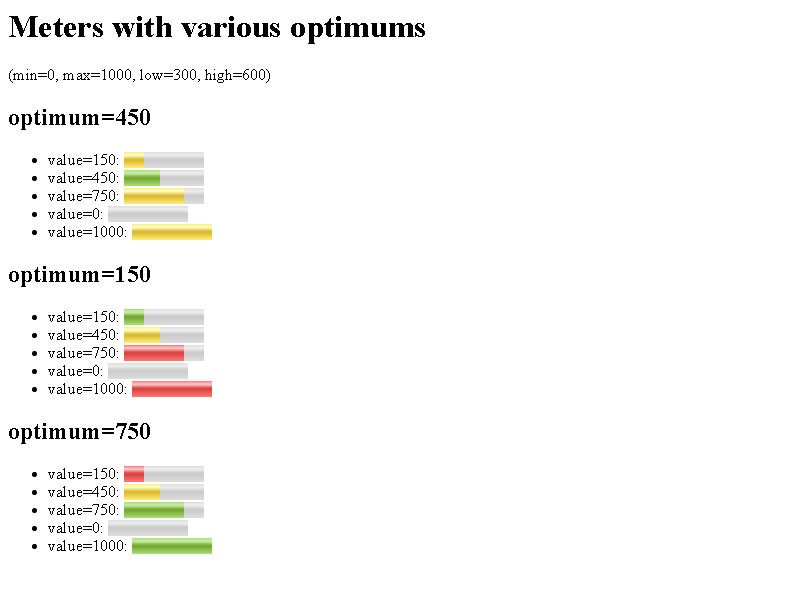 Meters with various optimums
(min=0, max=1000, low=300, high=600)
optimum=450
value=150:
value=450:
value=750:
value=0:
value=1000:
optimum=150
value=150:
value=450:
value=750:
value=0:
value=1000:
optimum=750
value=150:
value=450:
value=750:
value=0:
value=1000: